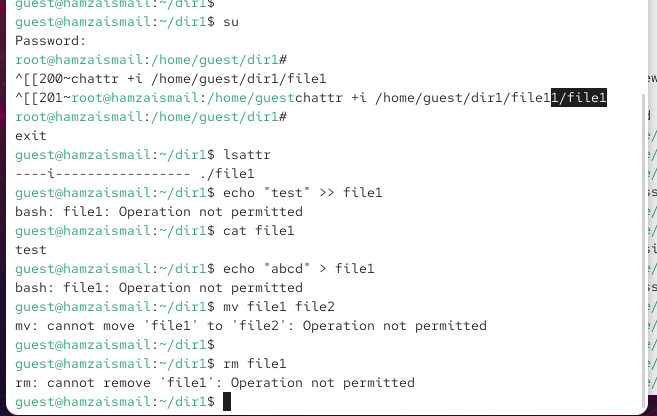 guest@hamzaismail:~/dir1$
guest@hamzaismail:~/dir1$ su
Password:
root@hamzaismail:/home/guest/dir1#
^[[200~chattr +i /home/guest/dir1/file1
^[[201~root@hamzaismail:/home/guestchattr +i /home/guest/dir1/file11/file1
root@hamzaismail:/home/guest/dir1#
exit
guest@hamzaismail:~/dir1$ lsattr
----i---------------- ./file1
guest@hamzaismail:~/dir1$ echo "test" >> file1
bash: file1: Operation not permitted
guest@hamzaismail:~/dir1$ cat file1
test
guest@hamzaismail:~/dir1$ echo "abcd" > file1
bash: file1: Operation not permitted
guest@hamzaismail:~/dir1$ mv file1 file2
mv: cannot move 'file1' to 'file2': Operation not permitted
guest@hamzaismail:~/dir1$
guest@hamzaismail:~/dir1$ rm file1
rm: cannot remove 'file1': Operation not permitted
guest@hamzaismail:~/dir1$